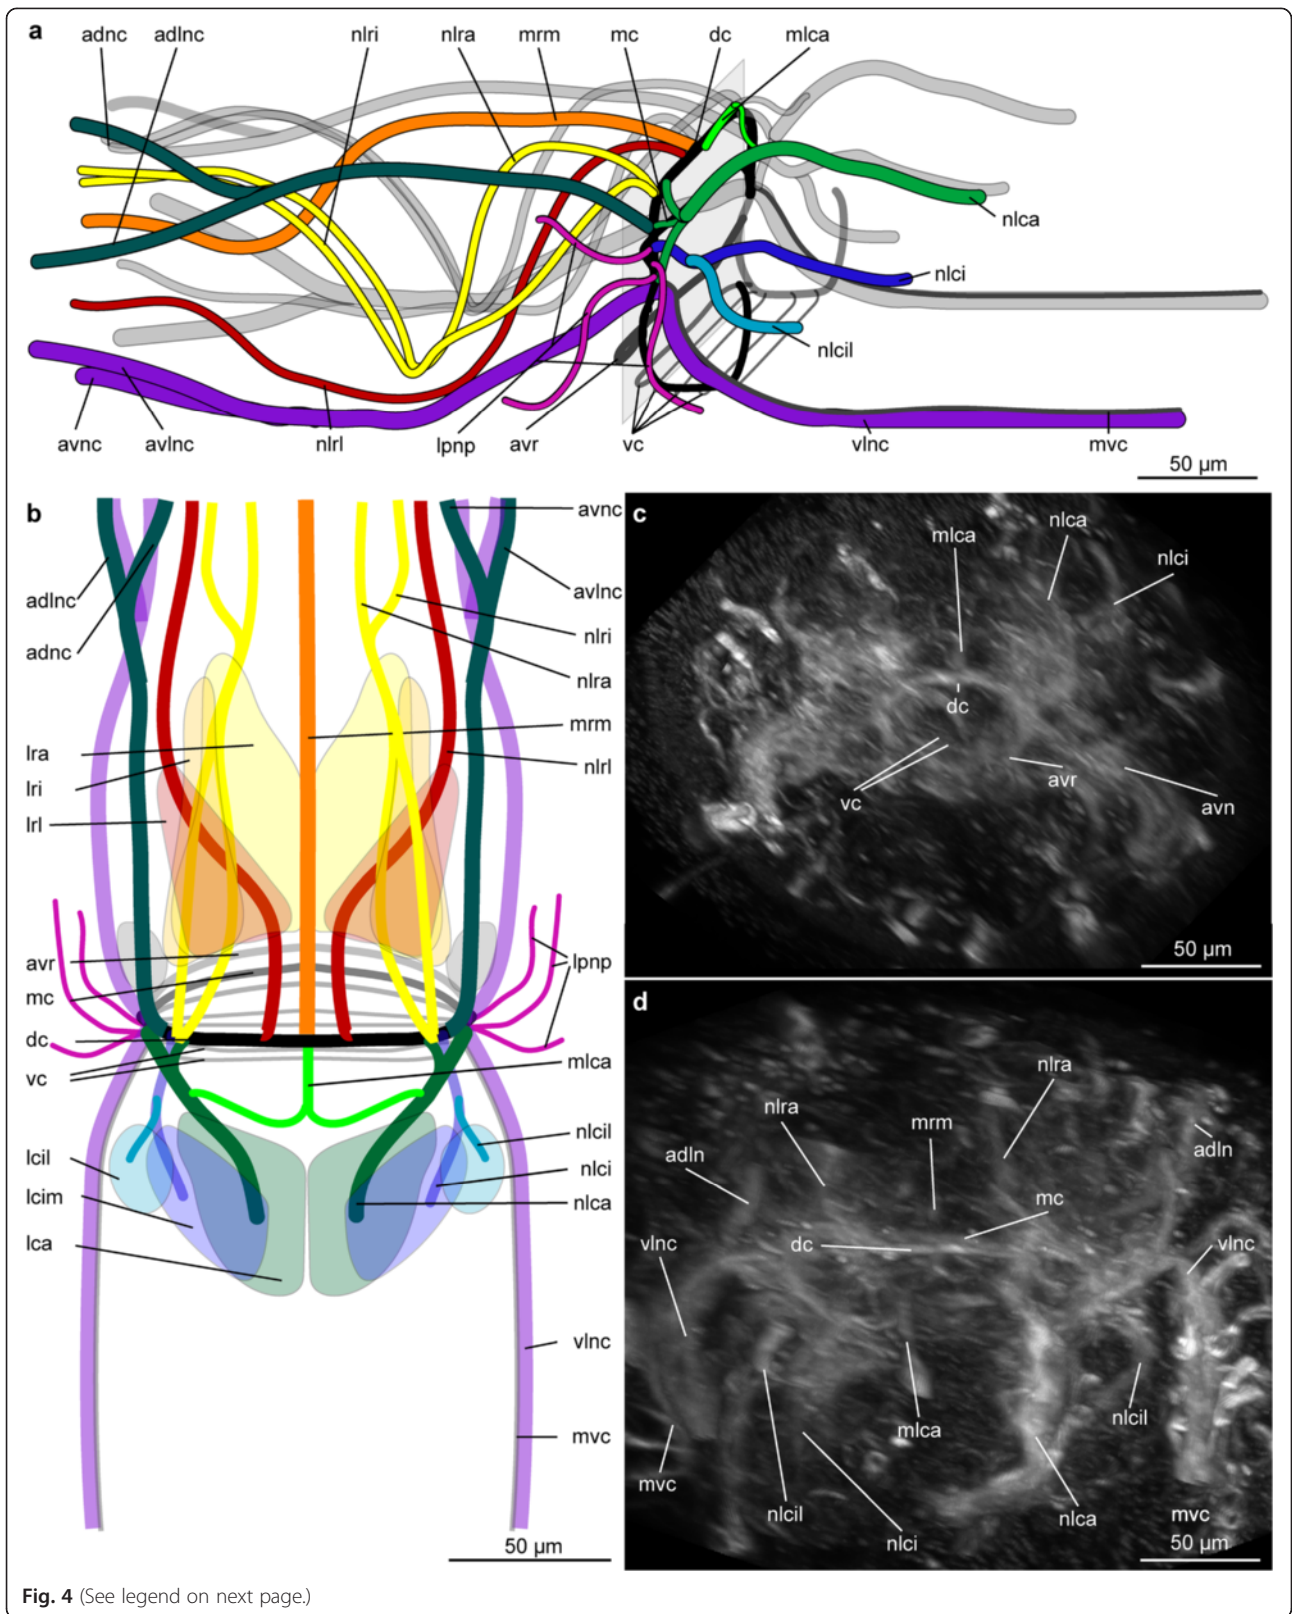 a
adnc adlnc nlri nlra mrm mc dc mlca
nlca
nlci
nlcil
avnc avlnc nlrl lpnp avr vc vlnc mvc
50 µm
b
avnc
adlnc
avlnc
adnc
nlri
nlra
mrm
lra
nlrl
lri
lrl
avr
lpnp
mc
dc
mlca
vc
nlcil
lcil
nlci
lcim
nlca
lca
vlnc
mvc
50 µm
c
mlca
nlca
nlci
dc
vc
avr
avn
50 µm
d
nlra
nlra
mrm
adln
adln
mc
vlnc
dc
vlnc
mlca
nlcil
mvc
nlcil
nlci
nlca
mvc
50 µm
Fig. 4 (See legend on next page.)